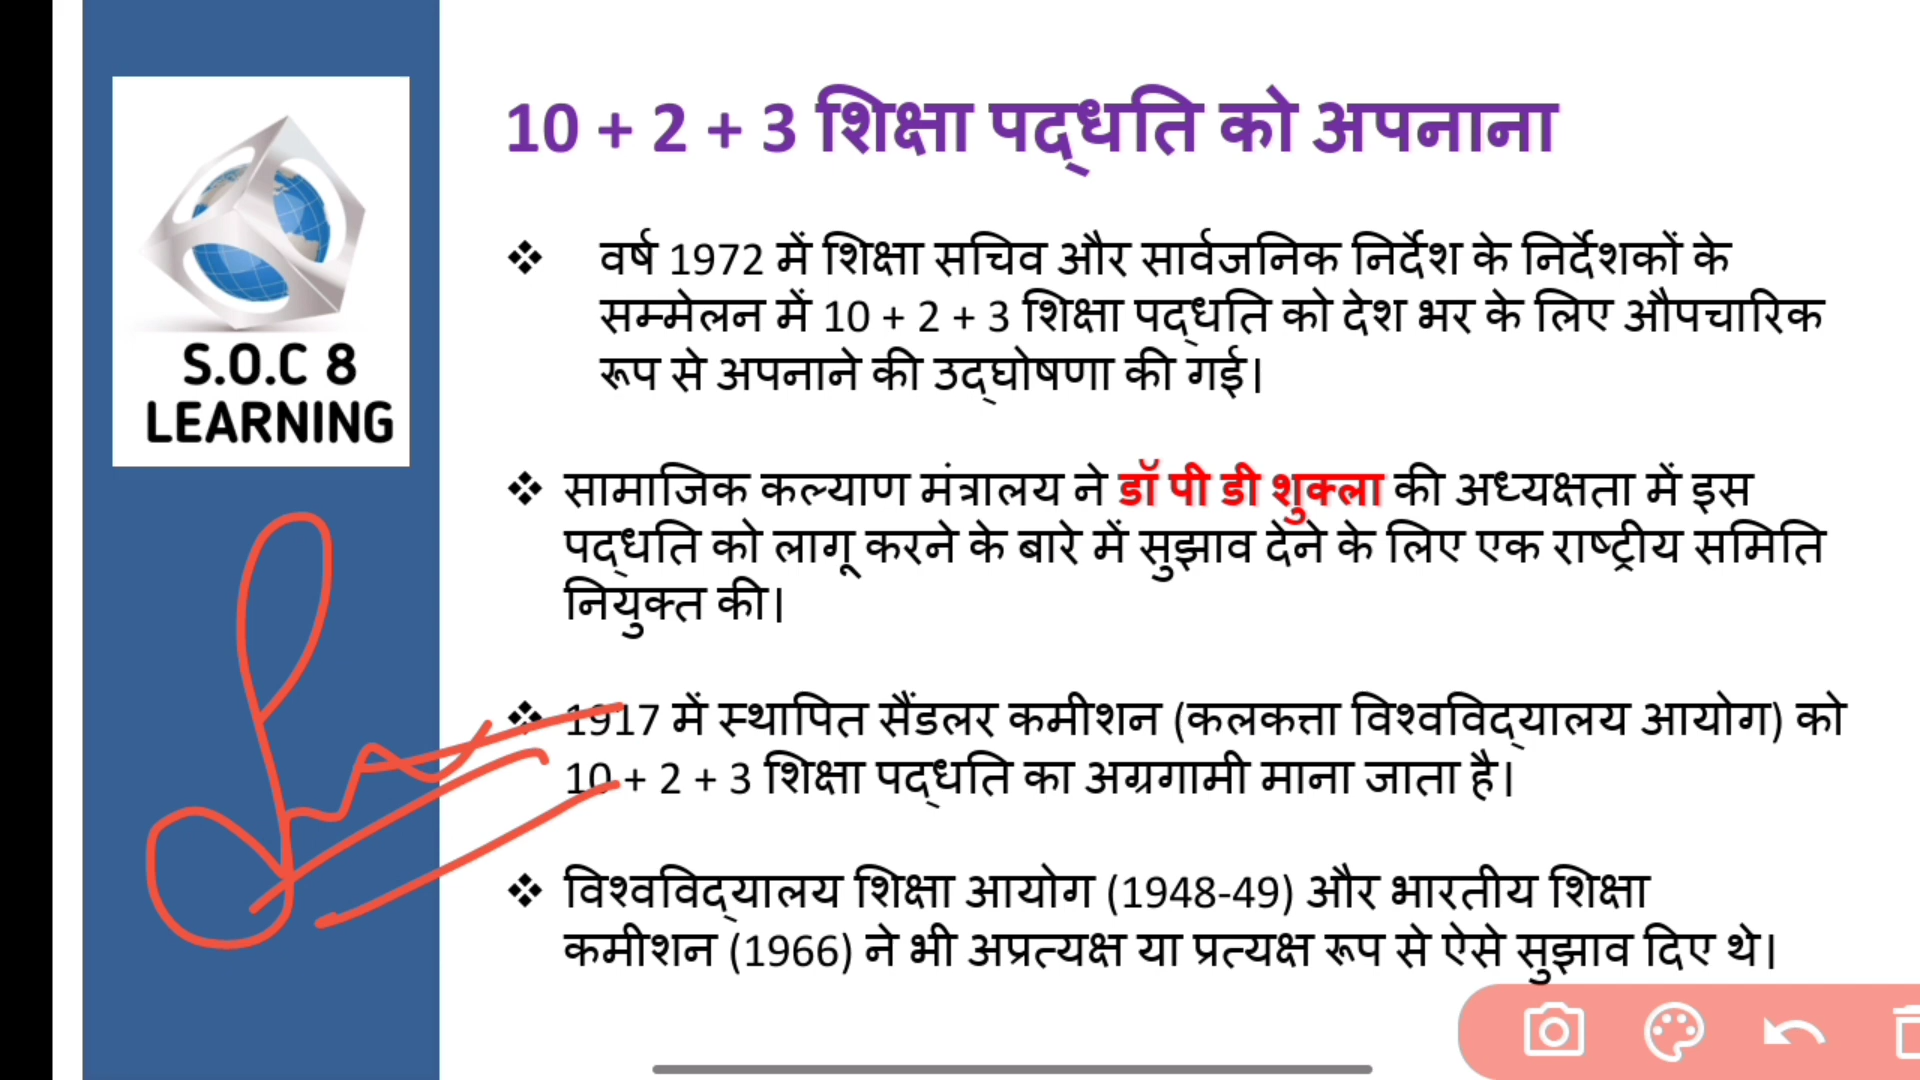 S.O.C 8
LEARNING
10 + 2 + 3 शिक्षा पद्धति को अपनाना
❖ वर्ष 1972 में शिक्षा सचिव और सार्वजनिक निर्देश के निर्देशकों के
सम्मेलन में 10 + 2 + 3 शिक्षा पद्धति को देश भर के लिए औपचारिक
रूप से अपनाने की उद्घोषणा की गई।
❖ सामाजिक कल्याण मंत्रालय ने डॉ पी डी शुक्ला की अध्यक्षता में इस
पद्धति को लागू करने के बारे में सुझाव देने के लिए एक राष्ट्रीय समिति
नियुक्त की।
❖ 1917 में स्थापित सैंडलर कमीशन (कलकत्ता विश्वविद्यालय आयोग) को
10 + 2 + 3 शिक्षा पद्धति का अग्रगामी माना जाता है।
❖ विश्वविद्यालय शिक्षा आयोग (1948-49) और भारतीय शिक्षा
कमीशन (1966) ने भी अप्रत्यक्ष या प्रत्यक्ष रूप से ऐसे सुझाव दिए थे।